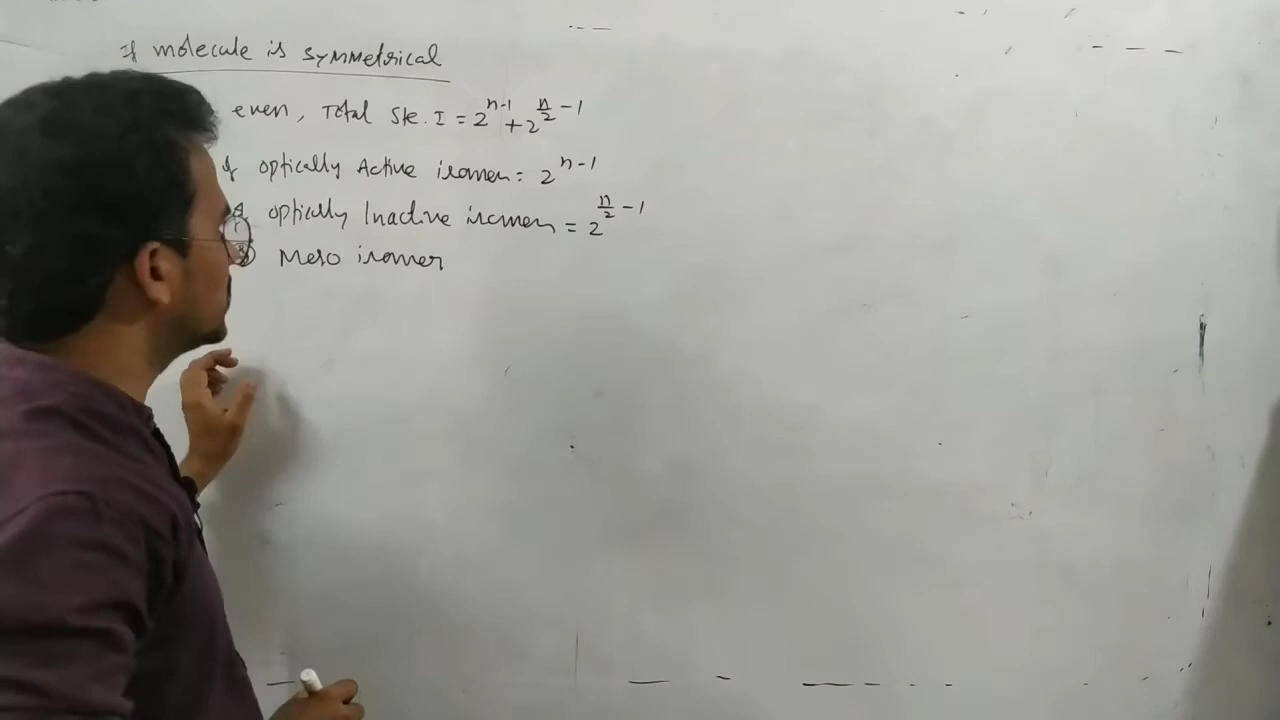 If molecule is symmetrical
even, Total Ste. I = 2^{n-1} + 2^{n/2 - 1}
optically Active isomer = 2^{n-1}
optically Inactive isomer = 2^{n/2 - 1}
Meso isomer